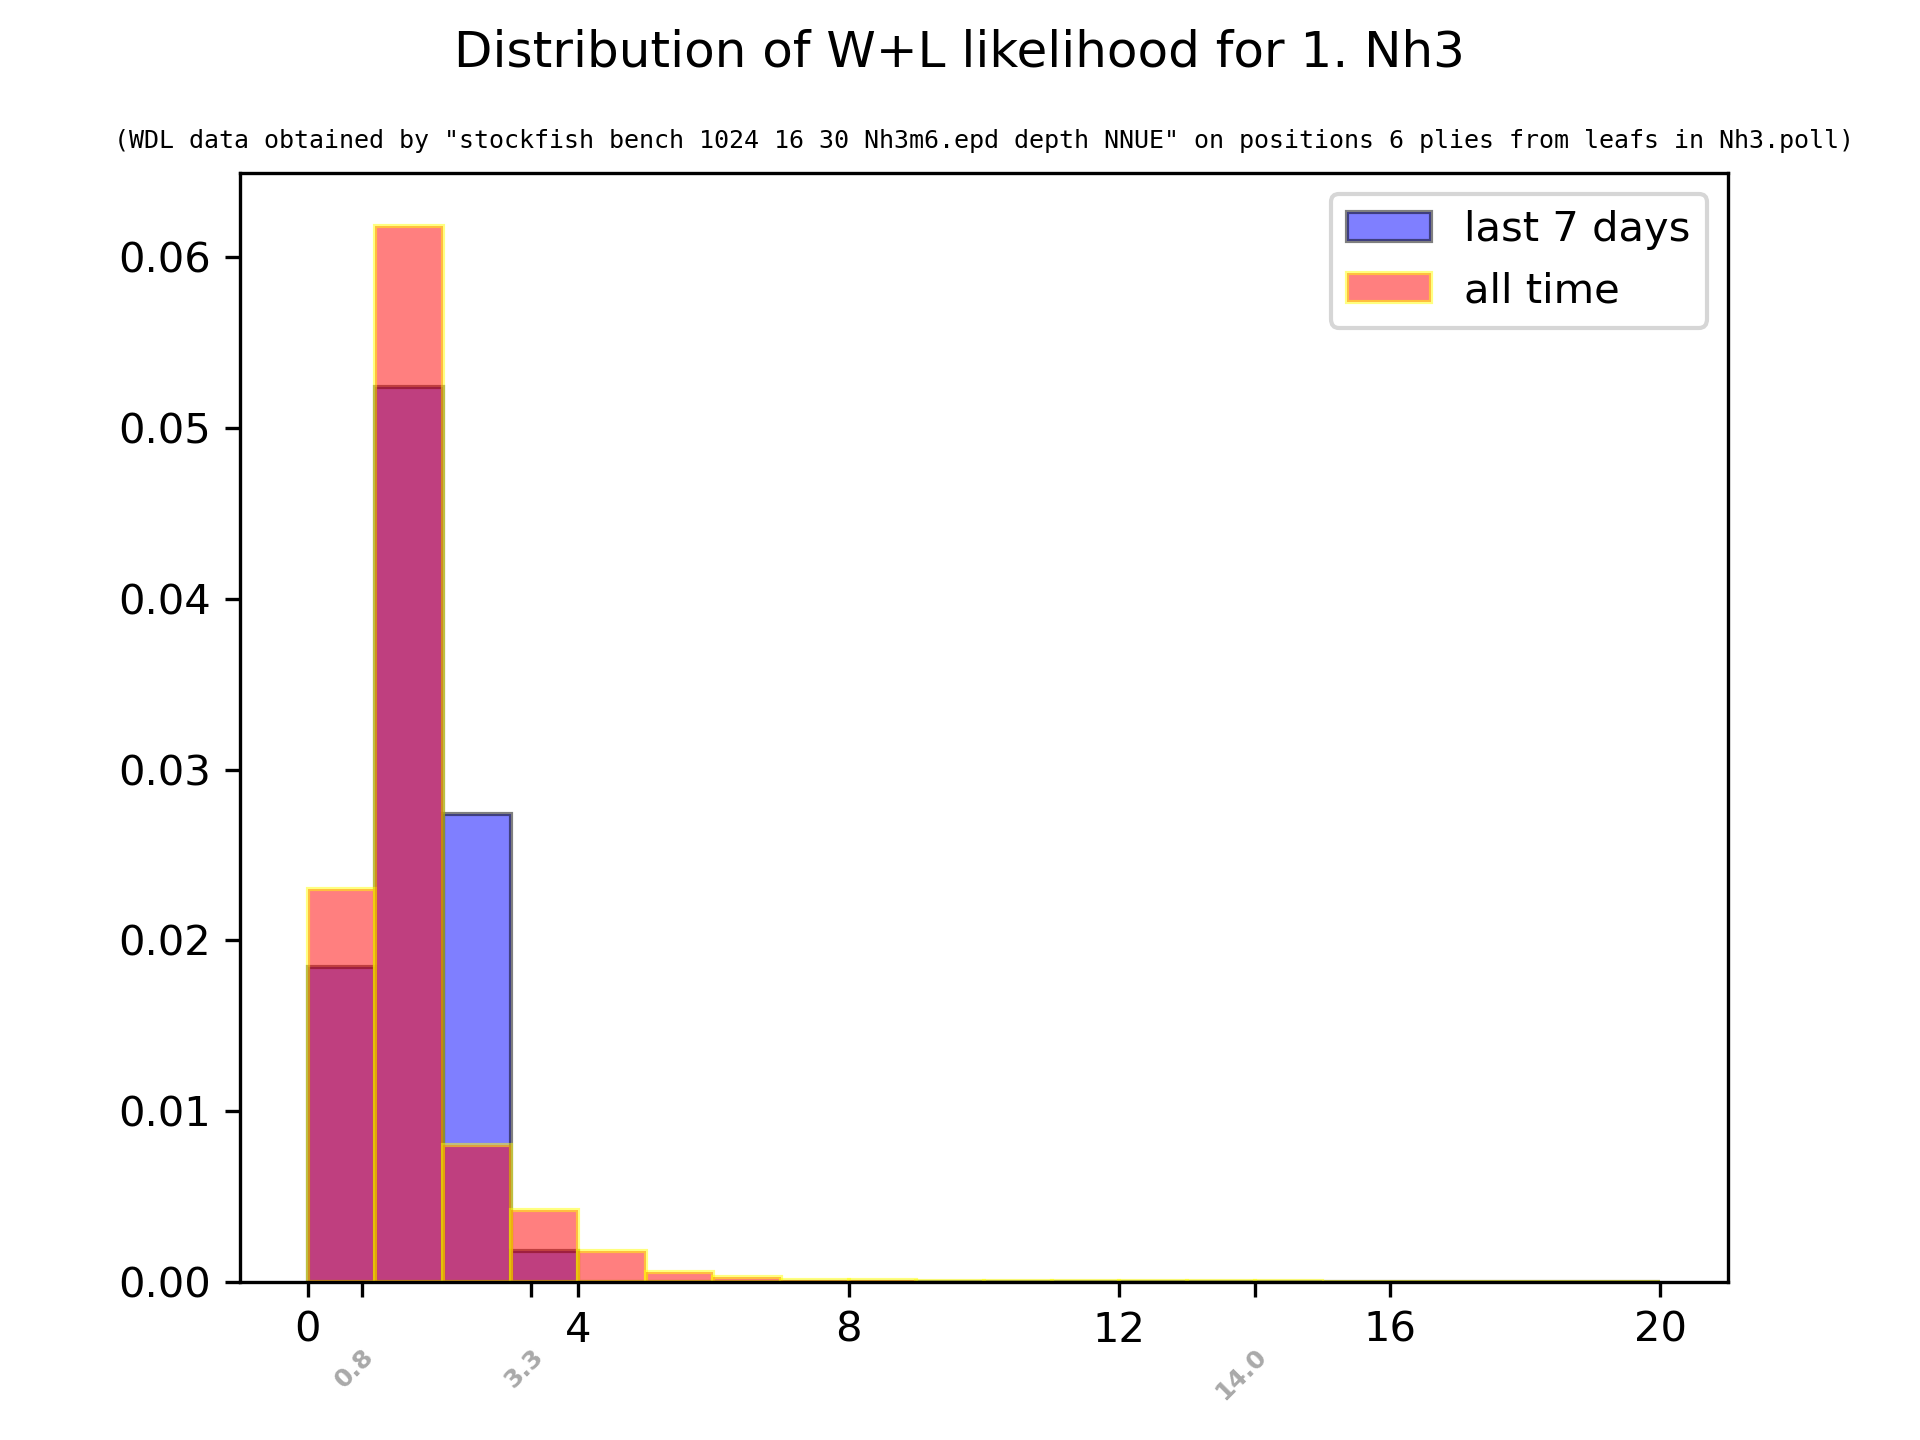 Distribution of W+L likelihood for 1. Nh3
(WDL data obtained by "stockfish bench 1024 16 30 Nh3m6.epd depth NNUE" on positions 6 plies from leafs in Nh3.poll)
last 7 days
all time
0.06
0.05
0.04
0.03
0.02
0.01
0.00
0 4 8 12 16 20
0.8 3.3 14.0